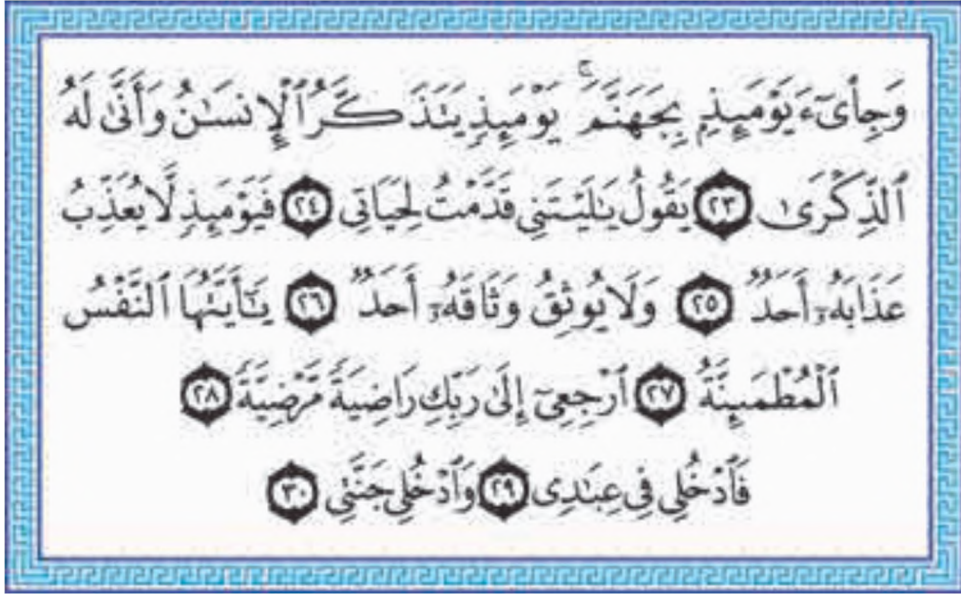 وَجِا۟ىٓءَ يَوْمَئِذِۭ بِجَهَنَّمَ ۚ يَوْمَئِذٍ يَتَذَكَّرُ ٱلْإِنسَٰنُ وَأَنَّىٰ لَهُ
ٱلذِّكْرَىٰ ٢٣ يَقُولُ يَٰلَيْتَنِى قَدَّمْتُ لِحَيَاتِى ٢٤ فَيَوْمَئِذٍ لَّا يُعَذِّبُ
عَذَابَهُۥٓ أَحَدٌ ٢٥ وَلَا يُوثِقُ وَثَاقَهُۥٓ أَحَدٌ ٢٦ يَٰٓأَيَّتُهَا ٱلنَّفْسُ
ٱلْمُطْمَئِنَّةُ ٢٧ ٱرْجِعِىٓ إِلَىٰ رَبِّكِ رَاضِيَةً مَّرْضِيَّةً ٢٨
فَٱدْخُلِى فِى عِبَٰدِى ٢٩ وَٱدْخُلِى جَنَّتِى ٣٠